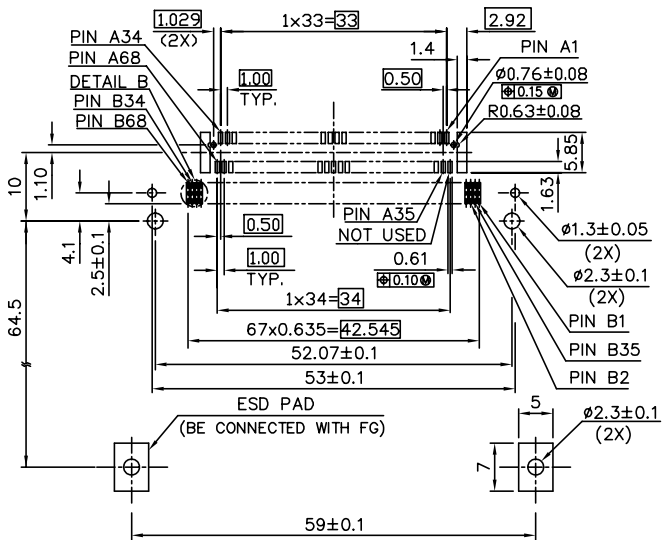 1.029
(2X)
1x33=33
2.92
PIN A34
PIN A68
DETAIL B
PIN B34
PIN B68
1.4
PIN A1
1.00
TYP.
0.50
ø0.76±0.08
⌖ 0.15 Ⓜ
R0.63±0.08
5.85
1.63
10
1.10
4.1
2.5±0.1
64.5
0.50
PIN A35
NOT USED
1.00
TYP.
0.61
⌖ 0.10 Ⓜ
ø1.3±0.05
(2X)
ø2.3±0.1
(2X)
1x34=34
67x0.635=42.545
52.07±0.1
53±0.1
PIN B1
PIN B35
PIN B2
ESD PAD
(BE CONNECTED WITH FG)
5
7
ø2.3±0.1
(2X)
59±0.1